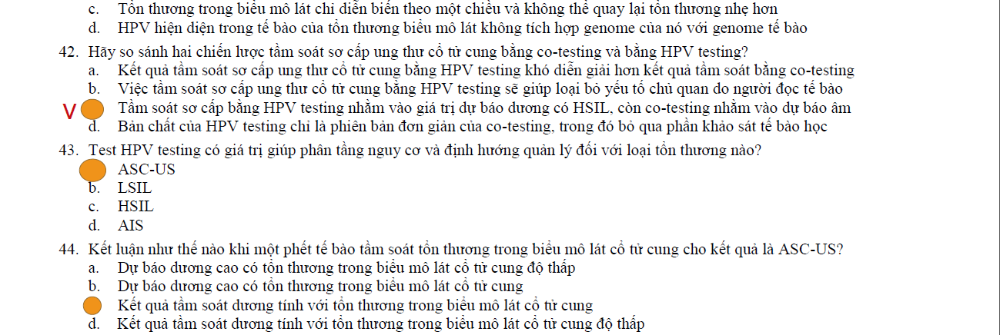 c. Tổn thương trong biểu mô lát chỉ diễn biến theo một chiều và không thể quay lại tổn thương nhẹ hơn
d. HPV hiện diện trong tế bào của tổn thương biểu mô lát không tích hợp genome của nó với genome tế bào
42. Hãy so sánh hai chiến lược tầm soát sơ cấp ung thư cổ tử cung bằng co-testing và bằng HPV testing?
a. Kết quả tầm soát sơ cấp ung thư cổ tử cung bằng HPV testing khó diễn giải hơn kết quả tầm soát bằng co-testing
b. Việc tầm soát sơ cấp ung thư cổ tử cung bằng HPV testing sẽ giúp loại bỏ yếu tố chủ quan do người đọc tế bào
V Tầm soát sơ cấp bằng HPV testing nhằm vào giá trị dự báo dương có HSIL, còn co-testing nhằm vào dự báo âm
d. Bản chất của HPV testing chỉ là phiên bản đơn giản của co-testing, trong đó bỏ qua phần khảo sát tế bào học
43. Test HPV testing có giá trị giúp phân tầng nguy cơ và định hướng quản lý đối với loại tổn thương nào?
ASC-US
b. LSIL
c. HSIL
d. AIS
44. Kết luận như thế nào khi một phết tế bào tầm soát tổn thương trong biểu mô lát cổ tử cung cho kết quả là ASC-US?
a. Dự báo dương cao có tổn thương trong biểu mô lát cổ tử cung độ thấp
b. Dự báo dương cao có tổn thương trong biểu mô lát cổ tử cung
Kết quả tầm soát dương tính với tổn thương trong biểu mô lát cổ tử cung
d. Kết quả tầm soát dương tính với tổn thương trong biểu mô lát cổ tử cung độ thấp